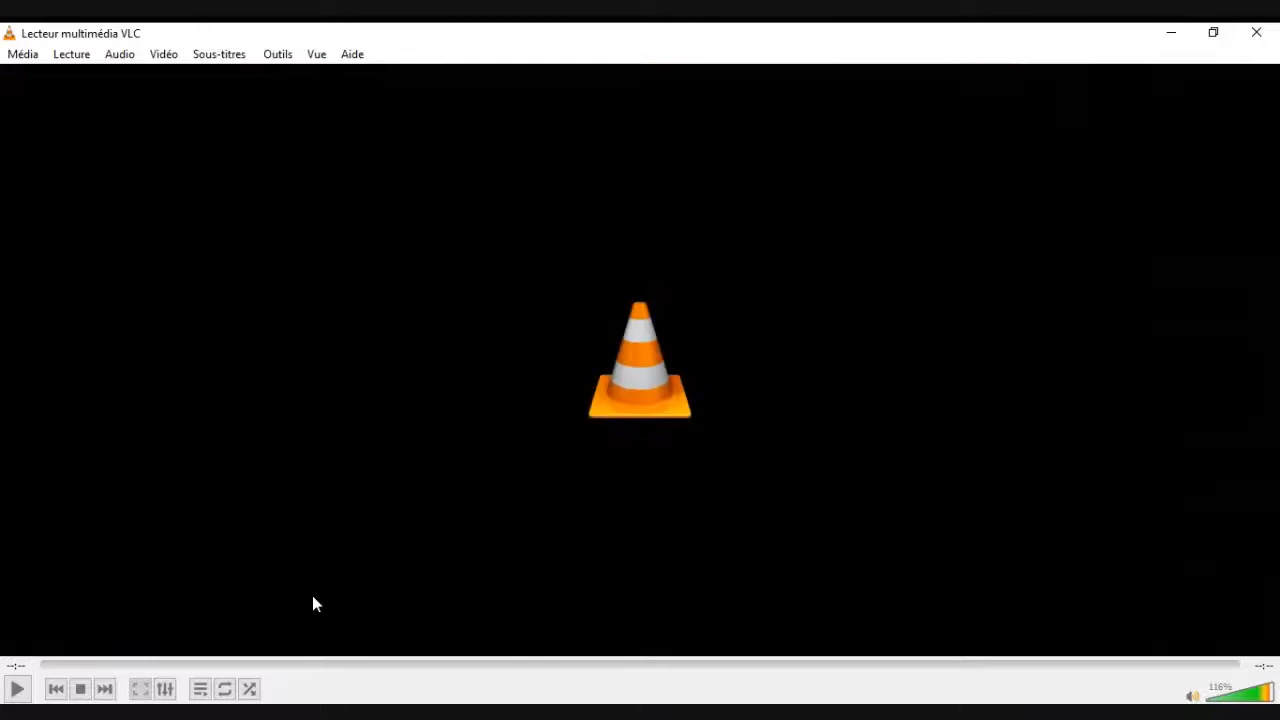 Lecteur multimédia VLC
Média Lecture Audio Vidéo Sous-titres Outils Vue Aide
--:-- --:--
116%